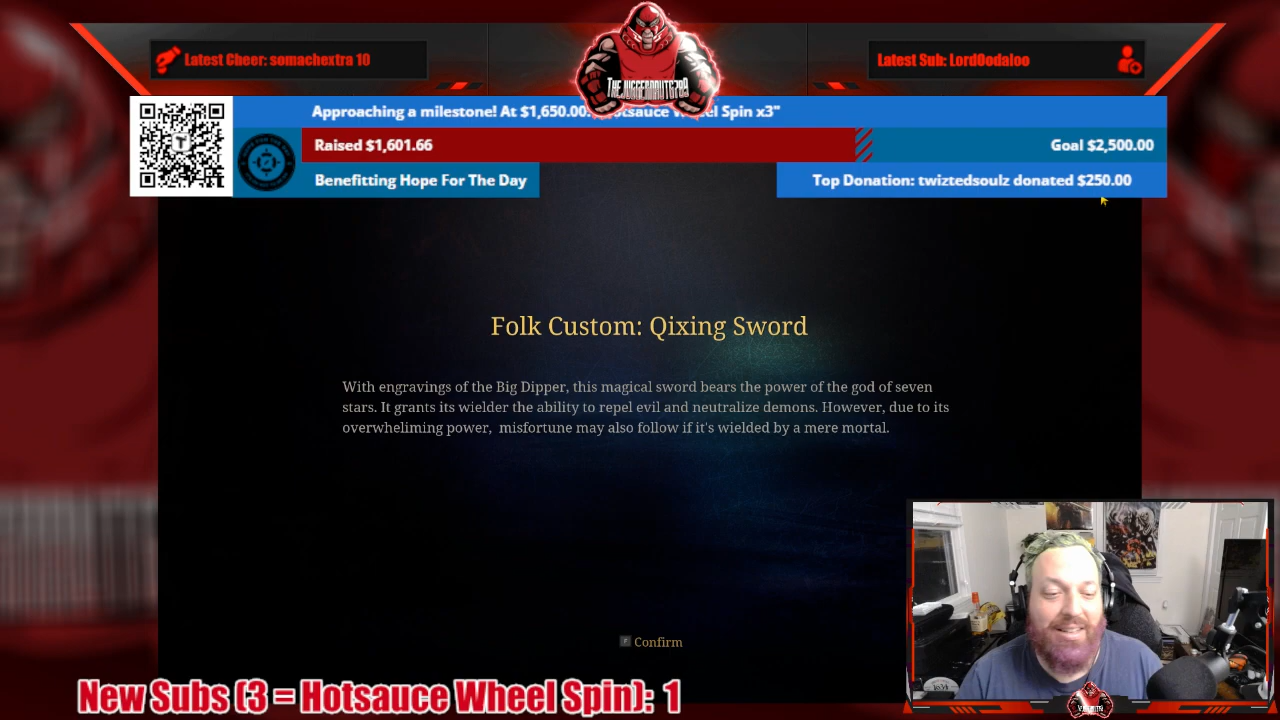 Latest Cheer: somachextra 10
THEJUGGERNAUT6789
Latest Sub: LordOodaloo
Approaching a milestone! At $1,650.00: "Hotsauce Wheel Spin x3"
Raised $1,601.66
Goal $2,500.00
Benefitting Hope For The Day
Top Donation: twiztedsoulz donated $250.00
Folk Custom: Qixing Sword
With engravings of the Big Dipper, this magical sword bears the power of the god of seven
stars. It grants its wielder the ability to repel evil and neutralize demons. However, due to its
overwheliming power, misfortune may also follow if it's wielded by a mere mortal.
F Confirm
New Subs (3 = Hotsauce Wheel Spin): 1